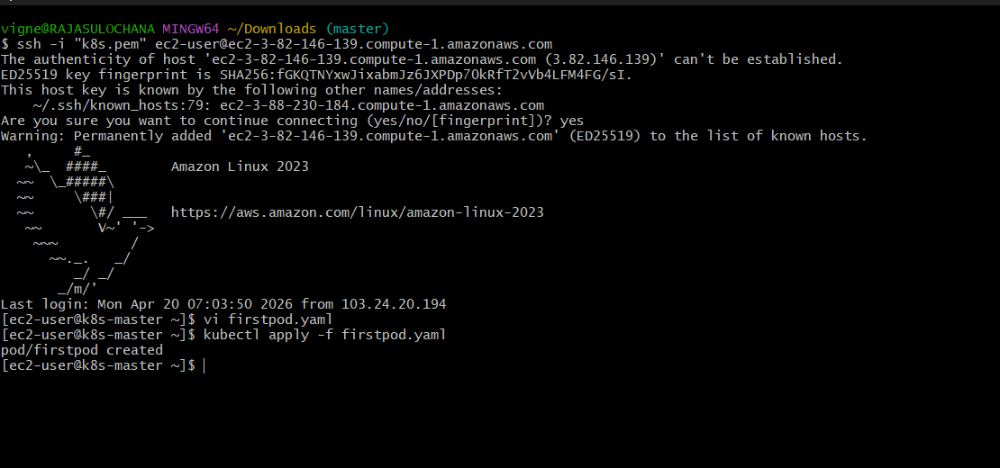 vigne@RAJASULOCHANA MINGW64 ~/Downloads (master)
$ ssh -i "k8s.pem" ec2-user@ec2-3-82-146-139.compute-1.amazonaws.com
The authenticity of host 'ec2-3-82-146-139.compute-1.amazonaws.com (3.82.146.139)' can't be established.
ED25519 key fingerprint is SHA256:fGKQTNYxwJixabmJz6JXPDp7OkRfT2vVb4LFM4FG/sI.
This host key is known by the following other names/addresses:
    ~/.ssh/known_hosts:79: ec2-3-88-230-184.compute-1.amazonaws.com
Are you sure you want to continue connecting (yes/no/[fingerprint])? yes
Warning: Permanently added 'ec2-3-82-146-139.compute-1.amazonaws.com' (ED25519) to the list of known hosts.
   ,     #_
   ~\_  ####_        Amazon Linux 2023
  ~~  \_#####\
  ~~     \###|
  ~~       \#/ ___   https://aws.amazon.com/linux/amazon-linux-2023
   ~~       V~' '->
    ~~~         /
      ~~._.   _/
         _/ _/
       _/m/'
Last login: Mon Apr 20 07:03:50 2026 from 103.24.20.194
[ec2-user@k8s-master ~]$ vi firstpod.yaml
[ec2-user@k8s-master ~]$ kubectl apply -f firstpod.yaml
pod/firstpod created
[ec2-user@k8s-master ~]$